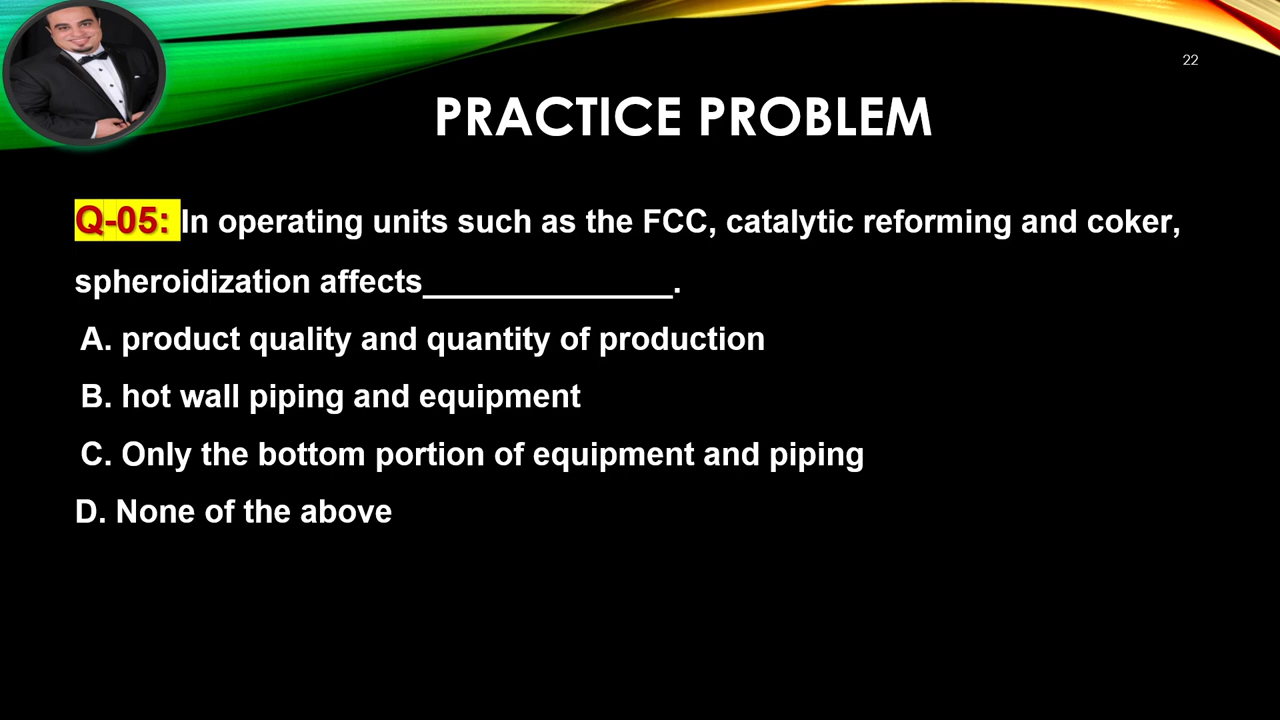 22
PRACTICE PROBLEM
Q-05: In operating units such as the FCC, catalytic reforming and coker,
spheroidization affects______________.
A. product quality and quantity of production
B. hot wall piping and equipment
C. Only the bottom portion of equipment and piping
D. None of the above